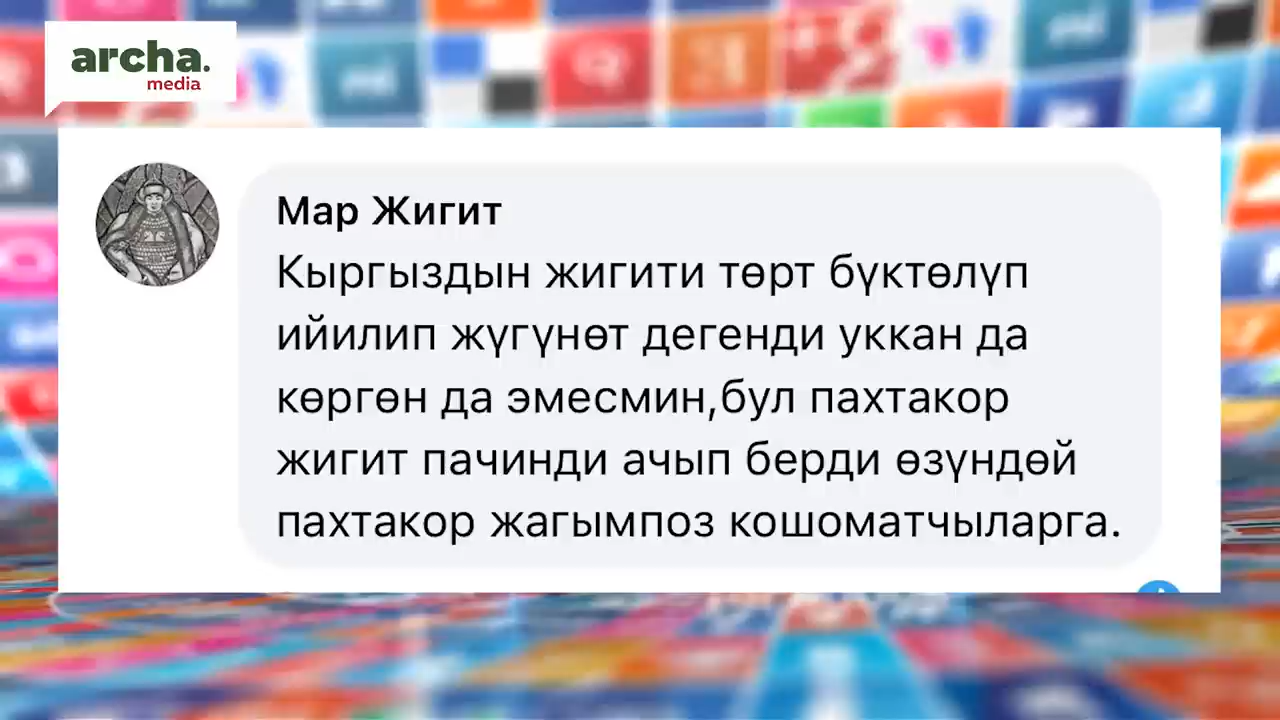 archa.
media
Мар Жигит
Кыргыздын жигити төрт бүктөлүп
ийилип жүгүнөт дегенди уккан да
көргөн да эмесмин,бул пахтакор
жигит пачинди ачып берди өзүндөй
пахтакор жагымпоз кошоматчыларга.